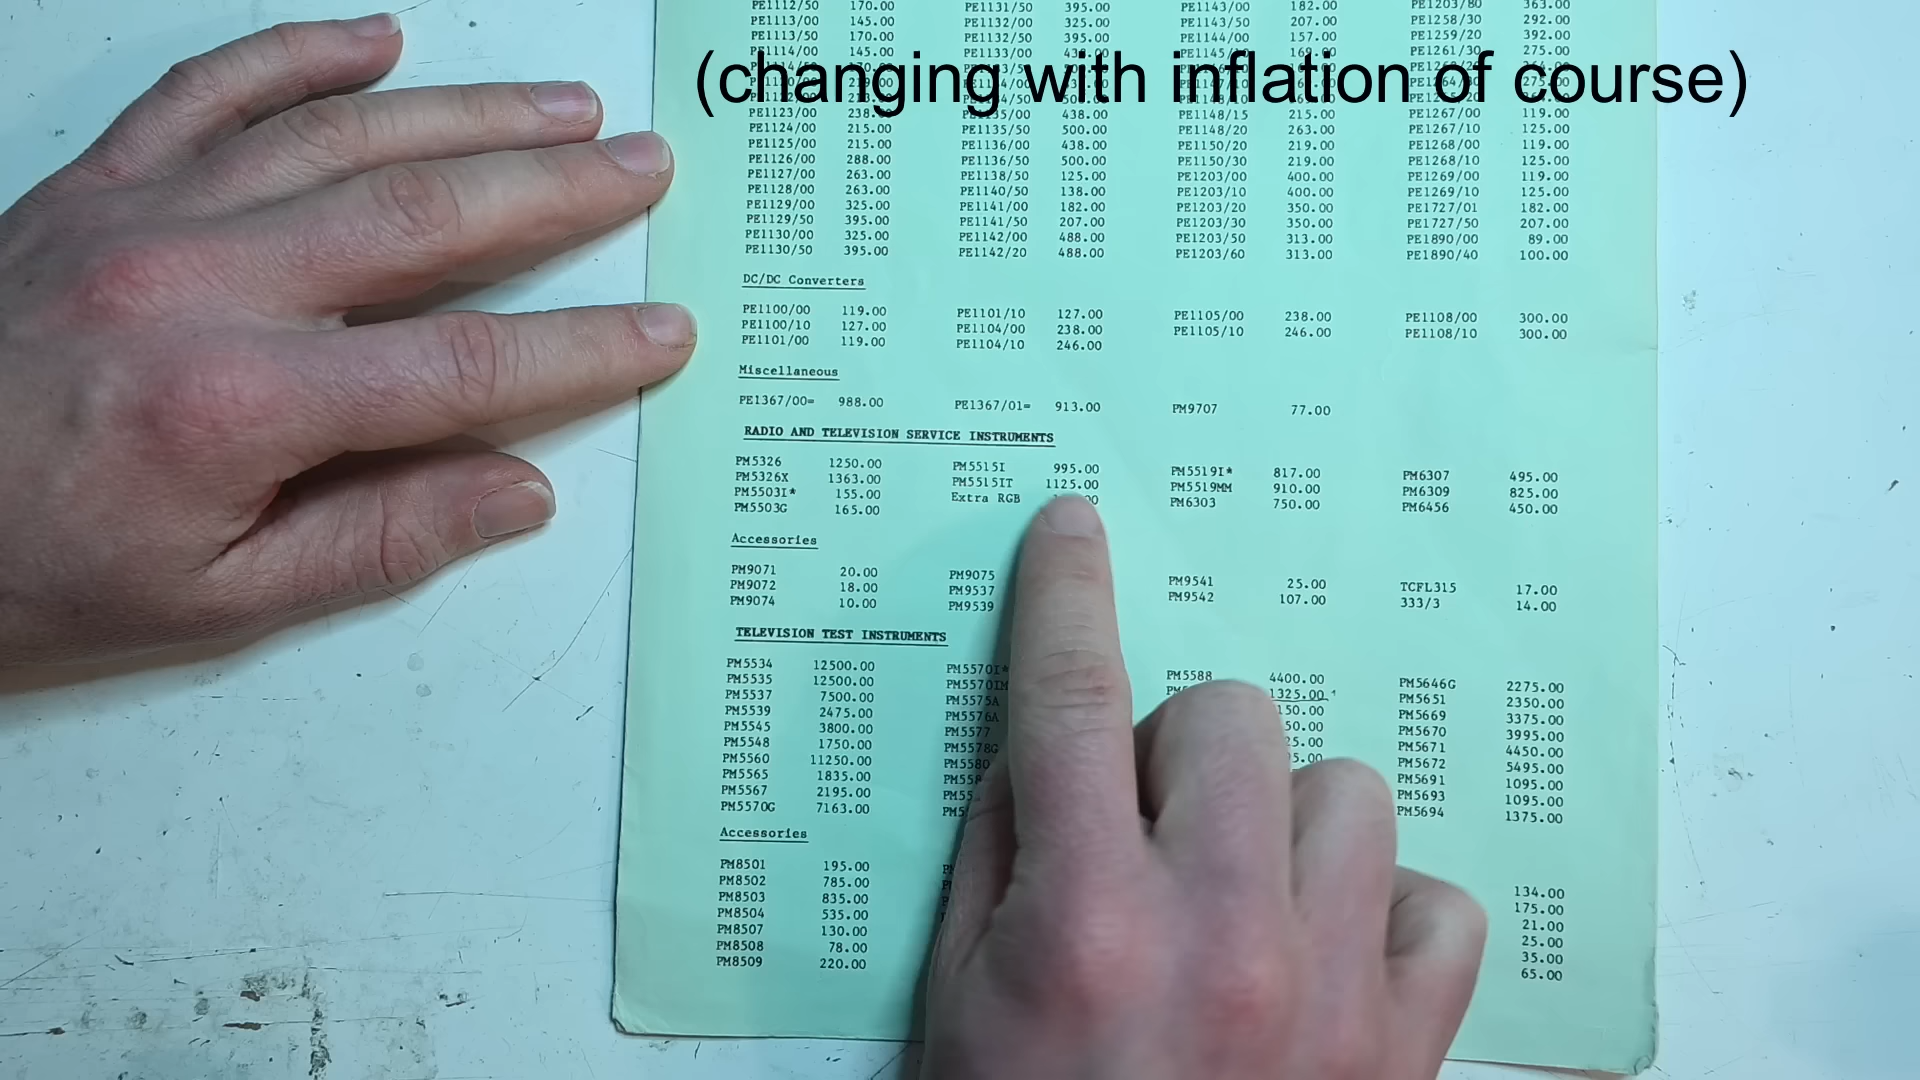 (changing with inflation of course)
PE1112/50 170.00 PE1131/50 395.00 PE1143/00 182.00 PE1203/80 363.00
PE1113/00 145.00 PE1132/00 325.00 PE1143/50 207.00 PE1258/30 292.00
PE1113/50 170.00 PE1132/50 395.00 PE1144/00 157.00 PE1259/20 392.00
PE1114/00 145.00 PE1133/00 PE1261/30 275.00
PE1123/00 238.00 438.00 PE1148/15 215.00 PE1267/00 119.00
PE1124/00 215.00 PE1135/50 500.00 PE1148/20 263.00 PE1267/10 125.00
PE1125/00 215.00 PE1136/00 438.00 PE1150/20 219.00 PE1268/00 119.00
PE1126/00 288.00 PE1136/50 500.00 PE1150/30 219.00 PE1268/10 125.00
PE1127/00 263.00 PE1138/50 125.00 PE1203/00 400.00 PE1269/00 119.00
PE1128/00 263.00 PE1140/50 138.00 PE1203/10 400.00 PE1269/10 125.00
PE1129/00 325.00 PE1141/00 182.00 PE1203/20 350.00 PE1727/01 182.00
PE1129/50 395.00 PE1141/50 207.00 PE1203/30 350.00 PE1727/50 207.00
PE1130/00 325.00 PE1142/00 488.00 PE1203/50 313.00 PE1890/00 89.00
PE1130/50 395.00 PE1142/20 488.00 PE1203/60 313.00 PE1890/40 100.00
DC/DC Converters
PE1100/00 119.00 PE1101/10 127.00 PE1105/00 238.00 PE1108/00 300.00
PE1100/10 127.00 PE1104/00 238.00 PE1105/10 246.00 PE1108/10 300.00
PE1101/00 119.00 PE1104/10 246.00
Miscellaneous
PE1367/00= 988.00 PE1367/01= 913.00 PM9707 77.00
RADIO AND TELEVISION SERVICE INSTRUMENTS
PM5326 1250.00 PM5515I 995.00 PM5519I* 817.00 PM6307 495.00
PM5326X 1363.00 PM5515IT 1125.00 PM5519MM 910.00 PM6309 825.00
PM5503I* 155.00 Extra RGB PM6303 750.00 PM6456 450.00
PM5503G 165.00
Accessories
PM9071 20.00 PM9075 PM9541 25.00 TCFL315 17.00
PM9072 18.00 PM9537 PM9542 107.00 333/3 14.00
PM9074 10.00 PM9539
TELEVISION TEST INSTRUMENTS
PM5534 12500.00 PM5570I* PM5588 4400.00 PM5646G 2275.00
PM5535 12500.00 PM5570IM 1325.00 PM5651 2350.00
PM5537 7500.00 PM5575A PM5669 3375.00
PM5539 2475.00 PM5576A PM5670 3995.00
PM5545 3800.00 PM5577 PM5671 4450.00
PM5548 1750.00 PM5578G PM5672 5495.00
PM5560 11250.00 PM5580 PM5691 1095.00
PM5565 1835.00 PM5693 1095.00
PM5567 2195.00 PM5694 1375.00
PM5570G 7163.00
Accessories
PM8501 195.00 134.00
PM8502 785.00 175.00
PM8503 835.00 21.00
PM8504 535.00 25.00
PM8507 130.00 35.00
PM8508 78.00 65.00
PM8509 220.00